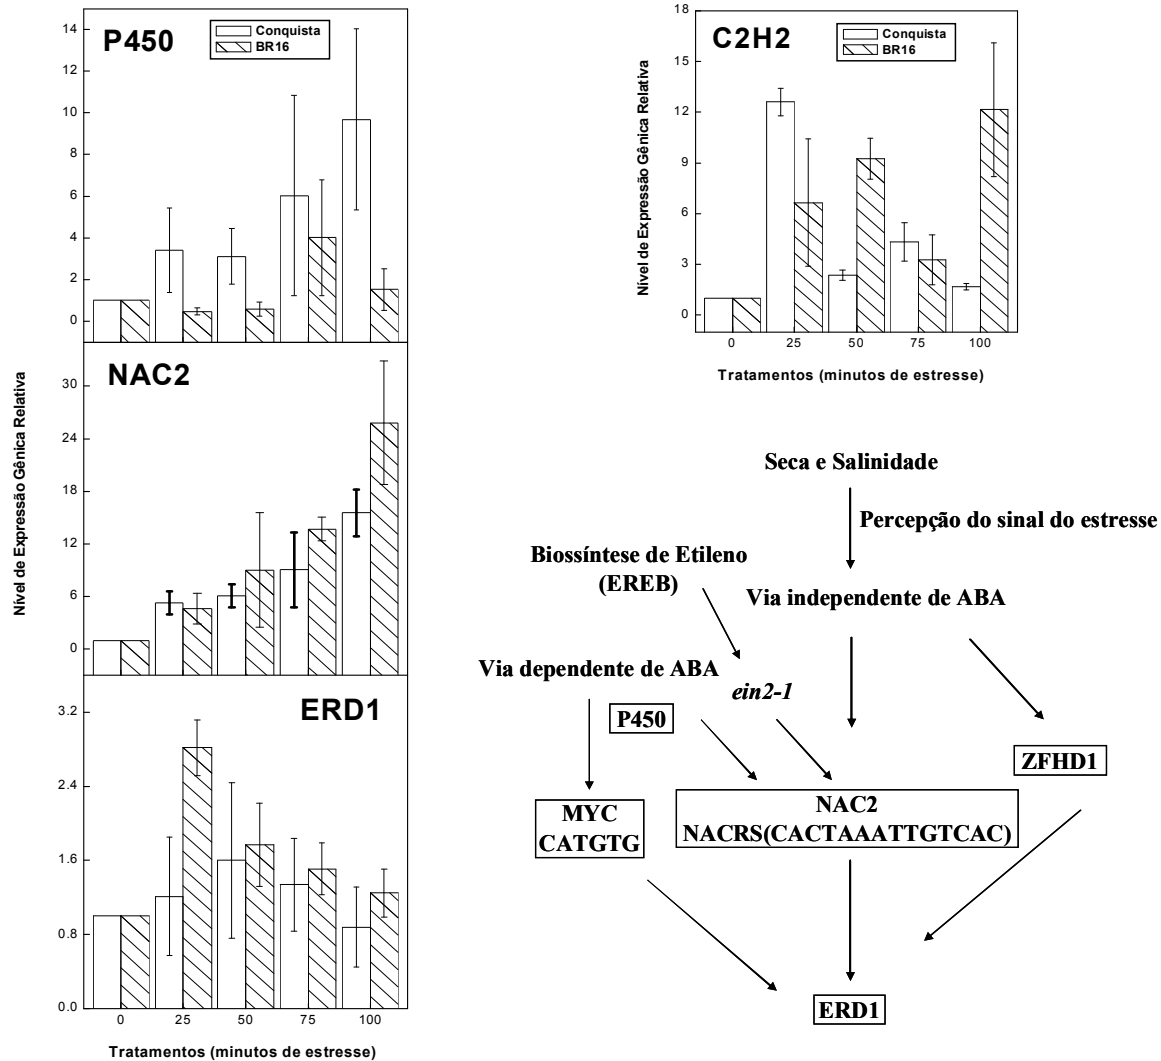 P450
Conquista
BR16
14
12
10
8
6
4
2
0
NAC2
30
24
18
12
6
0
ERD1
3.2
2.4
1.6
0.8
0.0
0 25 50 75 100
Tratamentos (minutos de estresse)
Nível de Expressão Gênica Relativa
C2H2
Conquista
BR16
18
15
12
9
6
3
0
0 25 50 75 100
Tratamentos (minutos de estresse)
Nível de Expressão Gênica Relativa
Seca e Salinidade
Percepção do sinal do estresse
Biossíntese de Etileno
(EREB)
Via independente de ABA
Via dependente de ABA
ein2-1
P450
ZFHD1
MYC
CATGTG
NAC2
NACRS(CACTAAATTGTCAC)
ERD1